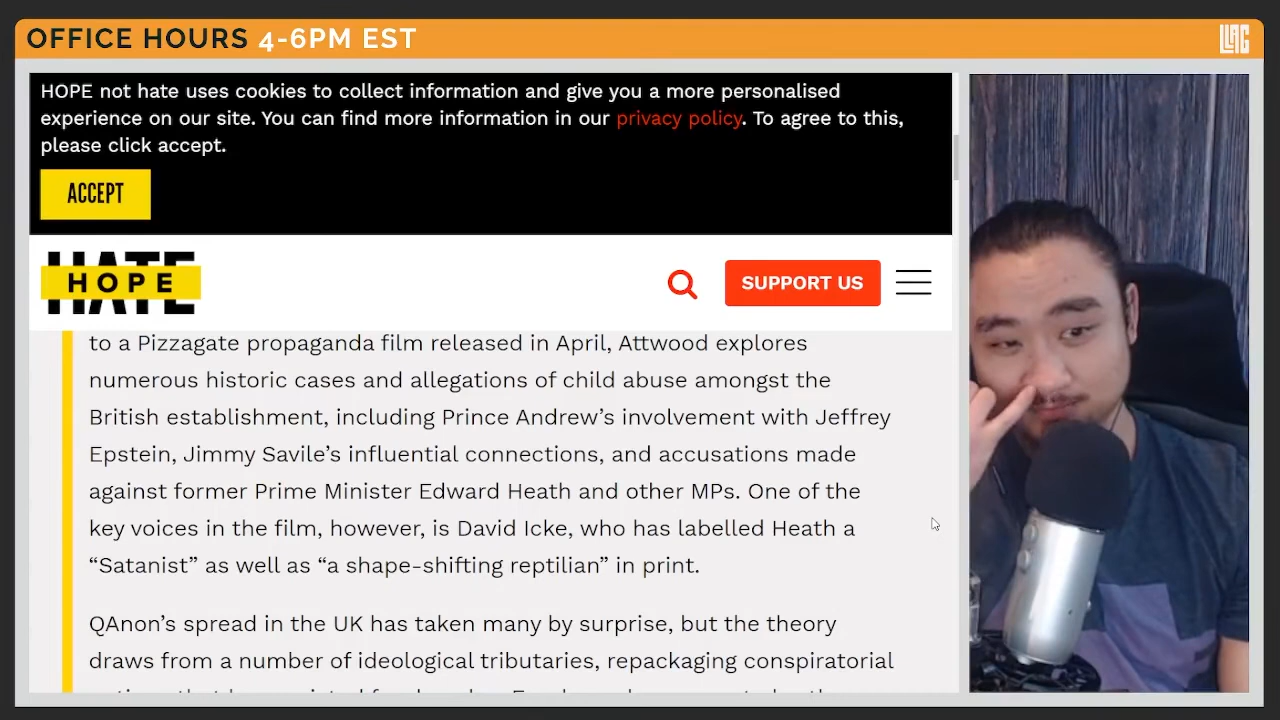 OFFICE HOURS 4-6PM EST
HOPE not hate uses cookies to collect information and give you a more personalised
experience on our site. You can find more information in our privacy policy. To agree to this,
please click accept.
ACCEPT
HATE
HOPE
SUPPORT US
to a Pizzagate propaganda film released in April, Attwood explores
numerous historic cases and allegations of child abuse amongst the
British establishment, including Prince Andrew’s involvement with Jeffrey
Epstein, Jimmy Savile’s influential connections, and accusations made
against former Prime Minister Edward Heath and other MPs. One of the
key voices in the film, however, is David Icke, who has labelled Heath a
“Satanist” as well as “a shape-shifting reptilian” in print.
QAnon’s spread in the UK has taken many by surprise, but the theory
draws from a number of ideological tributaries, repackaging conspiratorial